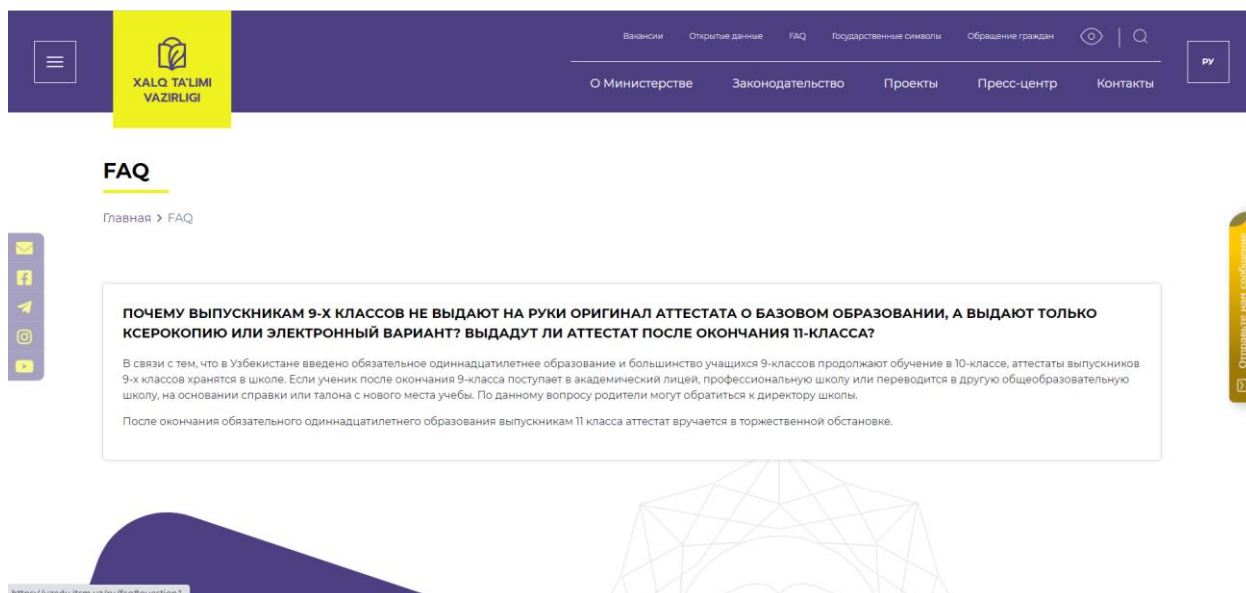 Вакансии Открытые данные FAQ Государственные символы Обращение граждан
XALQ TA'LIMI
VAZIRLIGI
О Министерстве Законодательство Проекты Пресс-центр Контакты
РУ
FAQ
Главная > FAQ
Отправьте нам сообщение
ПОЧЕМУ ВЫПУСКНИКАМ 9-Х КЛАССОВ НЕ ВЫДАЮТ НА РУКИ ОРИГИНАЛ АТТЕСТАТА О БАЗОВОМ ОБРАЗОВАНИИ, А ВЫДАЮТ ТОЛЬКО
КСЕРОКОПИЮ ИЛИ ЭЛЕКТРОННЫЙ ВАРИАНТ? ВЫДАДУТ ЛИ АТТЕСТАТ ПОСЛЕ ОКОНЧАНИЯ 11-КЛАССА?
В связи с тем, что в Узбекистане введено обязательное одиннадцатилетнее образование и большинство учащихся 9-классов продолжают обучение в 10-классе, аттестаты выпускников
9-х классов хранятся в школе. Если ученик после окончания 9-класса поступает в академический лицей, профессиональную школу или переводится в другую общеобразовательную
школу, на основании справки или талона с нового места учебы. По данному вопросу родители могут обратиться к директору школы.
После окончания обязательного одиннадцатилетнего образования выпускникам 11 класса аттестат вручается в торжественной обстановке.